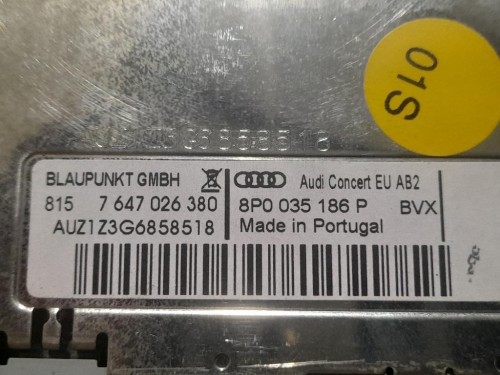 01S
BLAUPUNKT GMBH
815 7 647 026 380
AUZ1Z3G6858518
Audi Concert EU AB2
8P0 035 186 P BVX
Made in Portugal